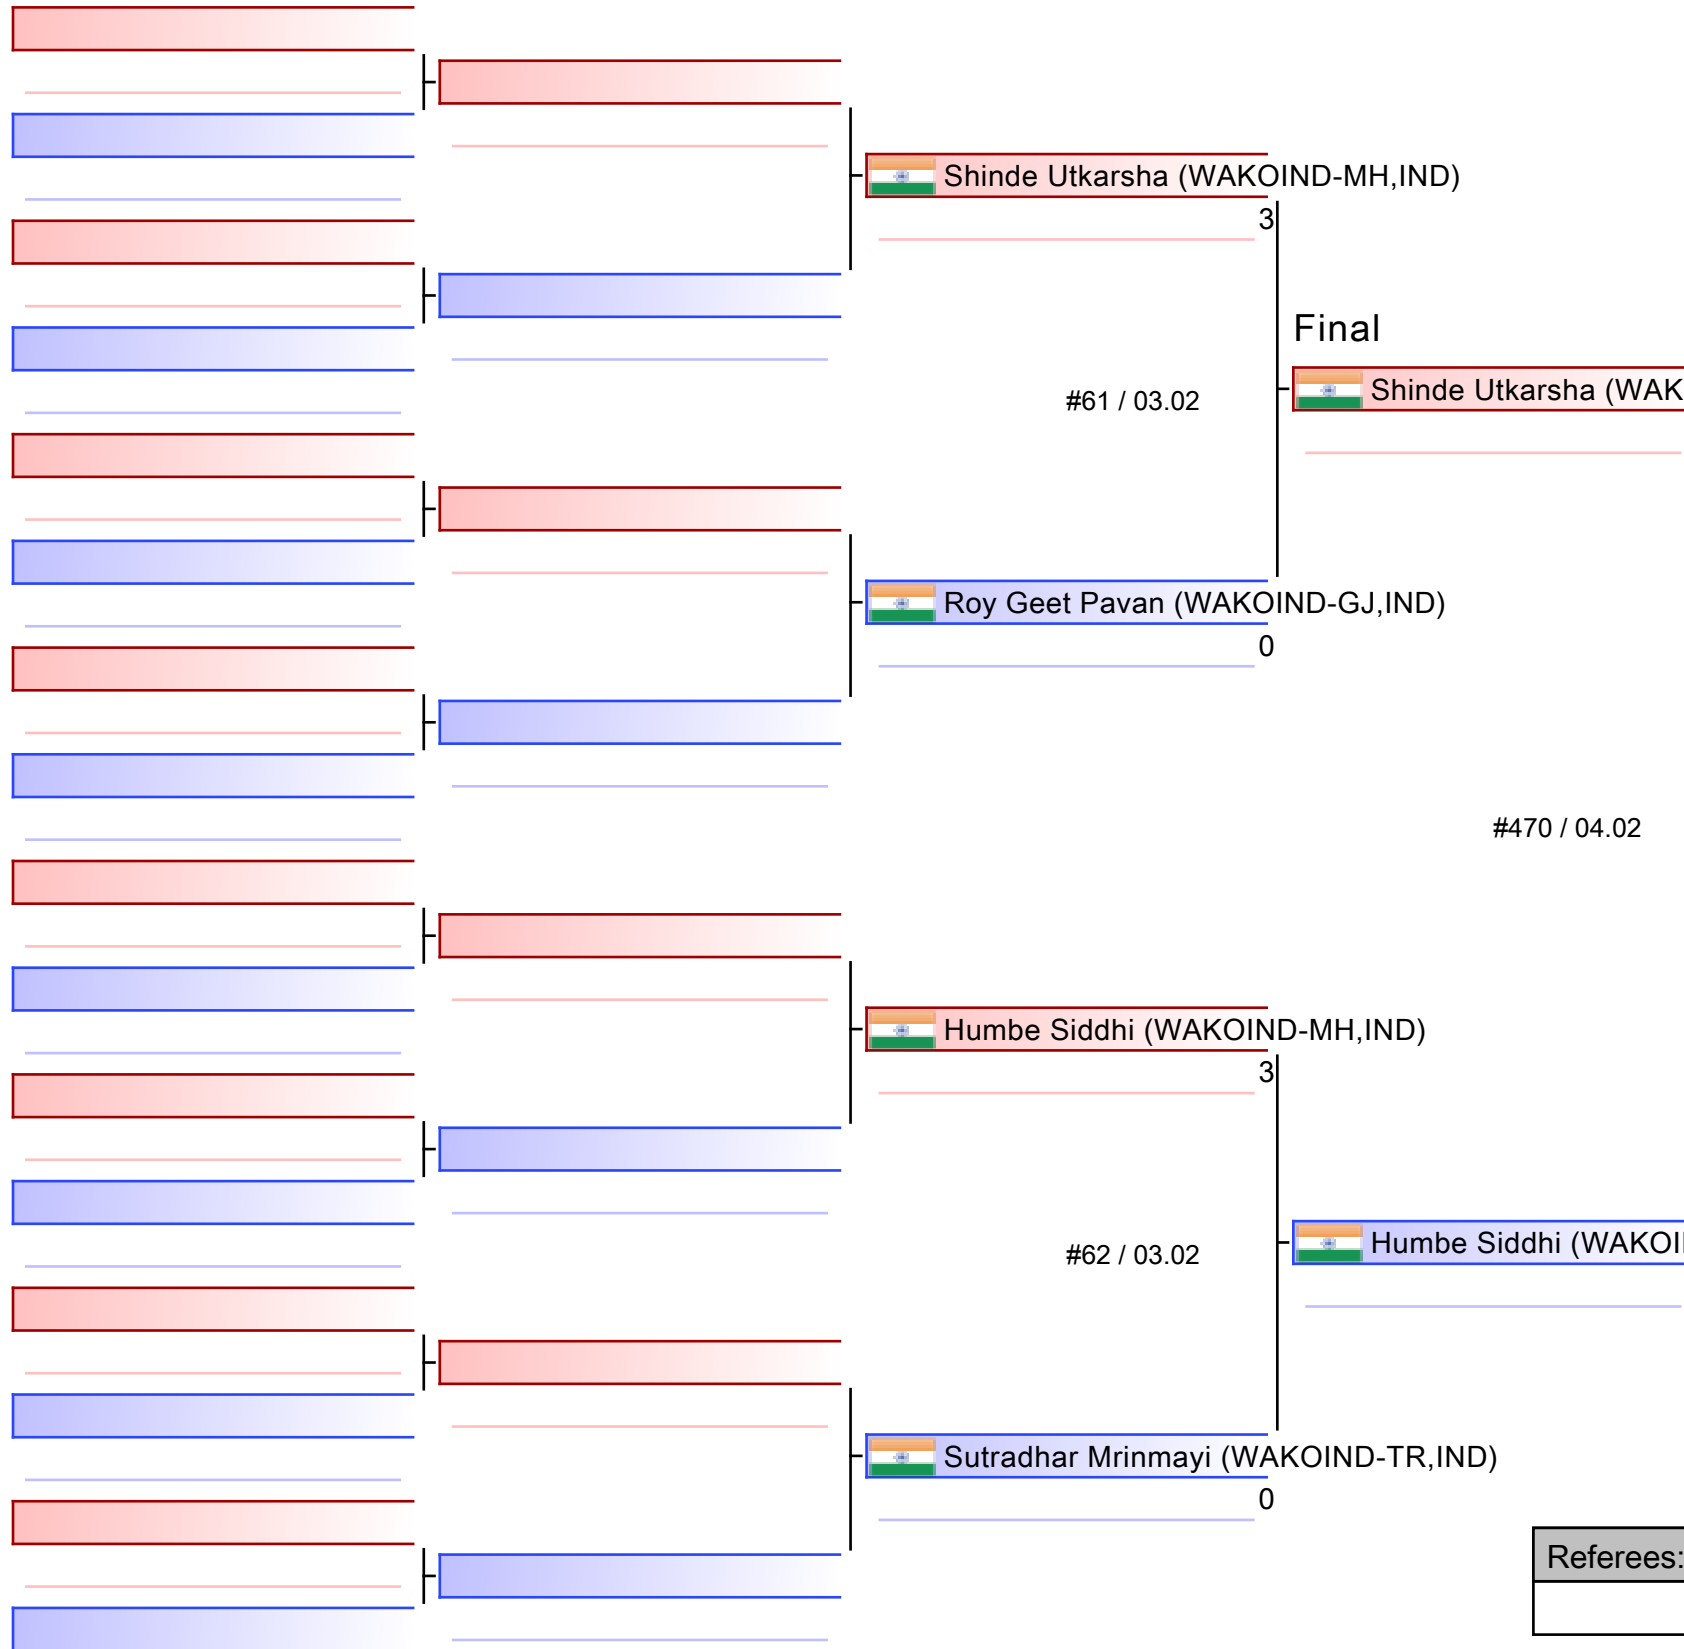 Shinde Utkarsha (WAKOIND-MH,IND)
3
Final
Shinde Utkarsha (WAK
#61 / 03.02
Roy Geet Pavan (WAKOIND-GJ,IND)
0
#470 / 04.02
Humbe Siddhi (WAKOIND-MH,IND)
3
#62 / 03.02
Humbe Siddhi (WAKOI
Sutradhar Mrinmayi (WAKOIND-TR,IND)
0
Referees: